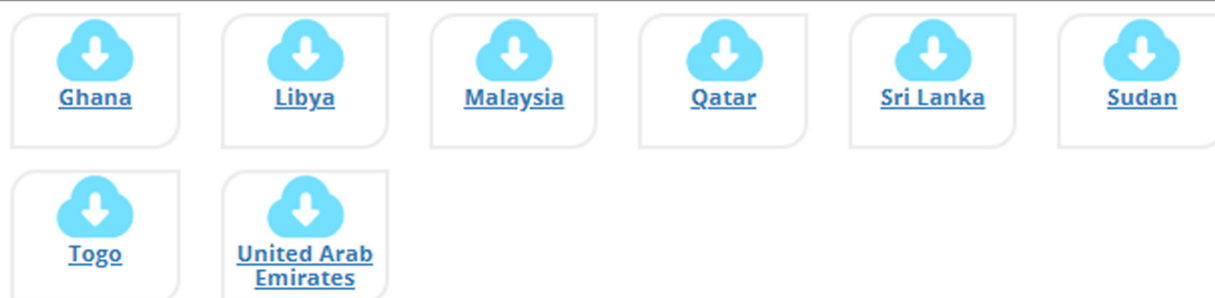 Ghana
Libya
Malaysia
Qatar
Sri Lanka
Sudan
Togo
United Arab
Emirates